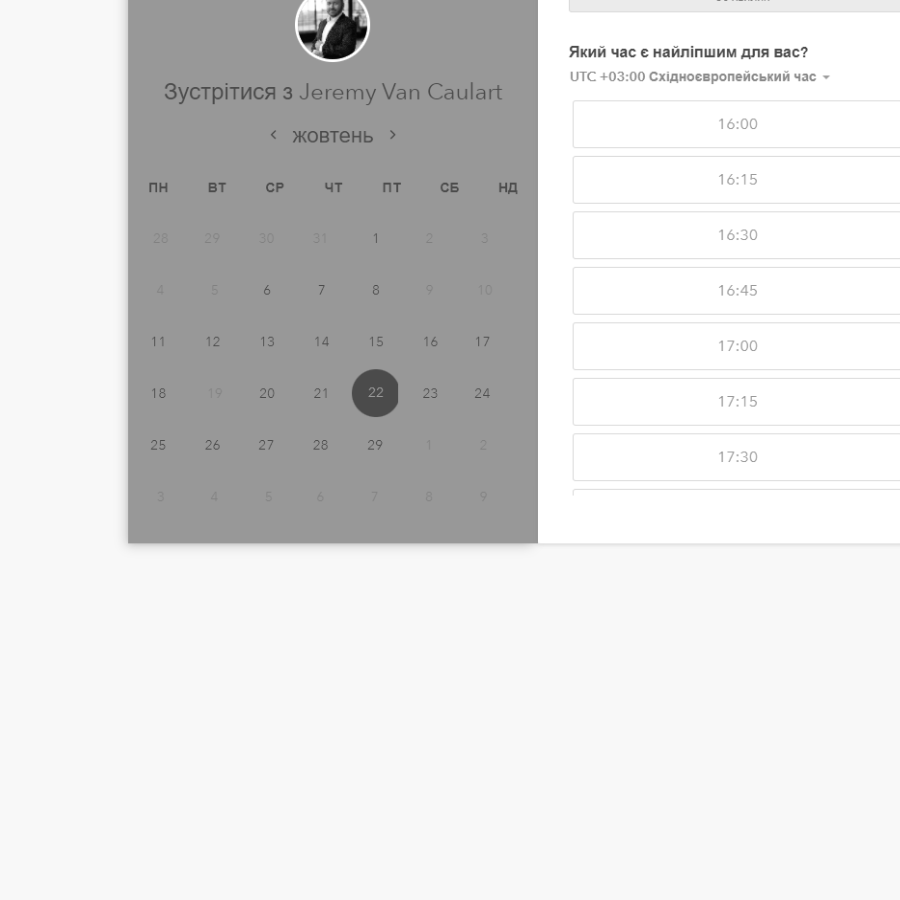 Зустрітися з Jeremy Van Caulart
жовтень
ПН ВТ СР ЧТ ПТ СБ НД
28 29 30 31 1 2 3
4 5 6 7 8 9 10
11 12 13 14 15 16 17
18 19 20 21 22 23 24
25 26 27 28 29 1 2
3 4 5 6 7 8 9
Який час є найліпшим для вас?
UTC +03:00 Східноєвропейський час
16:00
16:15
16:30
16:45
17:00
17:15
17:30